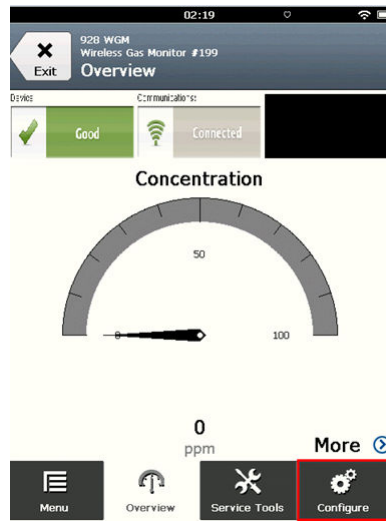 02:19
928 WGM
Wireless Gas Monitor #199
Exit
Overview
Device
Communications:
Good
Connected
Concentration
50
0
100
0
ppm
More
Menu
Overview
Service Tools
Configure